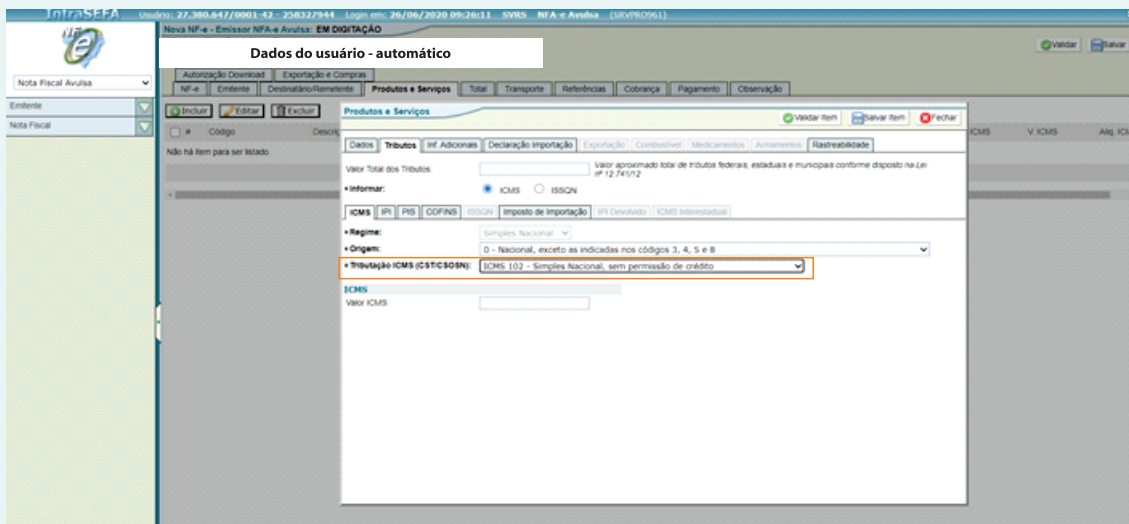 IntraSEFA Usuário: 27.380.647/0001-42 - 258327944 Login em: 26/06/2020 09:26:11 SVRS NFA-e Avulsa (SRVPRO961)
Nova NF-e - Emissor NFA-e Avulsa: EM DIGITAÇÃO
NF e
Dados do usuário - automático
Validar Salvar
Nota Fiscal Avulsa
Autorização Download Exportação e Compras
NF-e Emitente Destinatário/Remetente Produtos e Serviços Total Transporte Referências Cobrança Pagamento Observação
Emitente
Nota Fiscal
Incluir Editar Excluir
Produtos e Serviços
Validar Item Salvar Item Fechar
# Código Descriç ICMS V. ICMS Alíq. ICM
Não há item para ser listado.
Dados Tributos Inf. Adicionais Declaração Importação Exportação Combustível Medicamentos Armamentos Rastreabilidade
Valor Total dos Tributos
Valor aproximado total de tributos federais, estaduais e municipais conforme disposto na Lei
nº 12.741/12
Informar: ICMS ISSQN
ICMS IPI PIS COFINS ISSQN Imposto de Importação IPI Devolvido ICMS Interestadual
Regime: Simples Nacional
Origem: 0 - Nacional, exceto as indicadas nos códigos 3, 4, 5 e 8
Tributação ICMS (CST/CSOSN): ICMS 102 - Simples Nacional, sem permissão de crédito
ICMS
Valor ICMS: